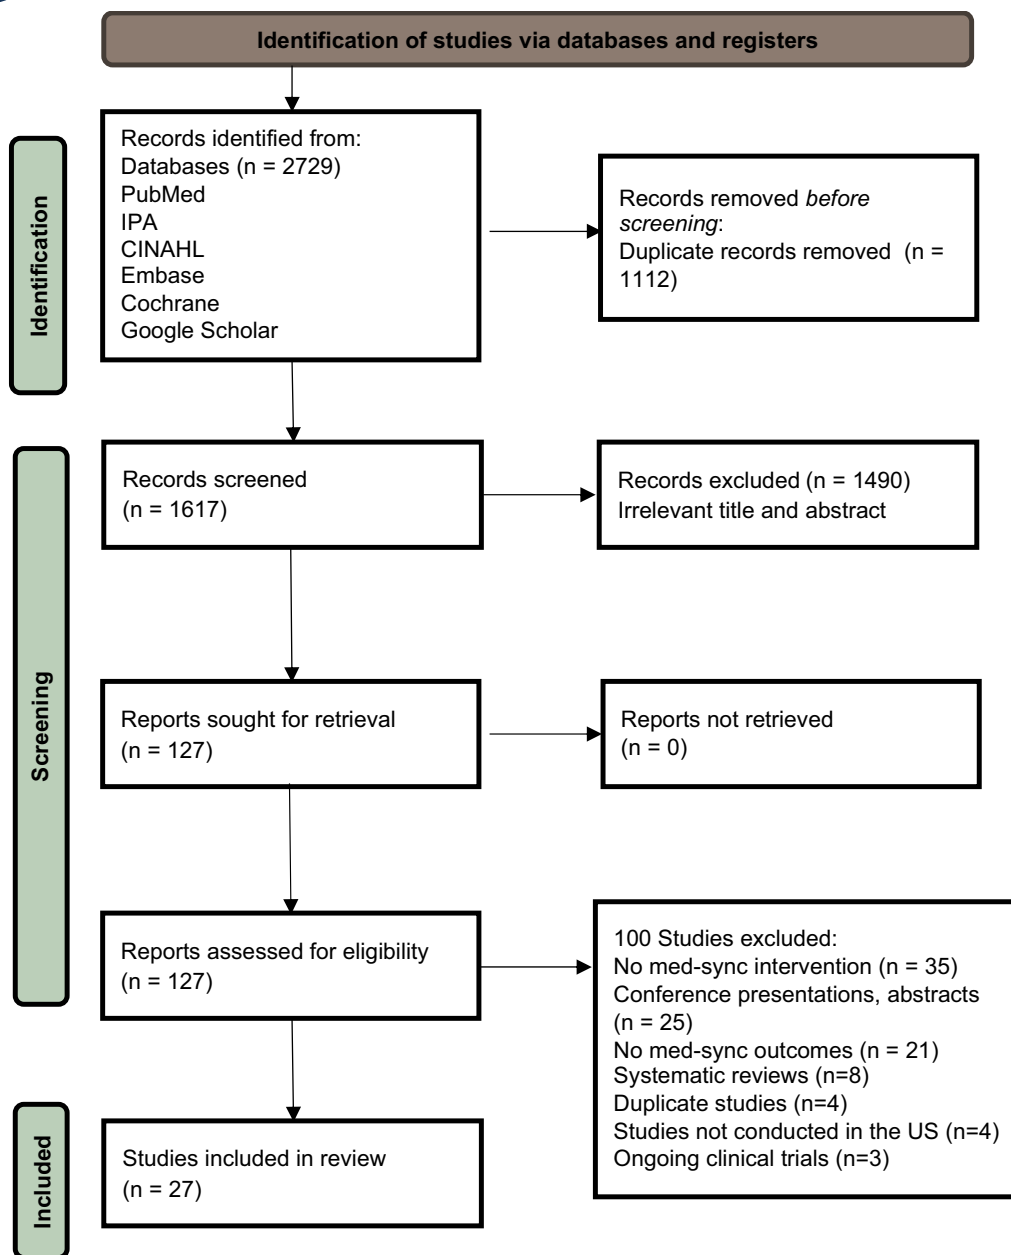 Identification of studies via databases and registers
Identification
Records identified from:
Databases (n = 2729)
PubMed
IPA
CINAHL
Embase
Cochrane
Google Scholar
Records removed before
screening:
Duplicate records removed (n =
1112)
Screening
Records screened
(n = 1617)
Records excluded (n = 1490)
Irrelevant title and abstract
Reports sought for retrieval
(n = 127)
Reports not retrieved
(n = 0)
Reports assessed for eligibility
(n = 127)
100 Studies excluded:
No med-sync intervention (n = 35)
Conference presentations, abstracts
(n = 25)
No med-sync outcomes (n = 21)
Systematic reviews (n=8)
Duplicate studies (n=4)
Studies not conducted in the US (n=4)
Ongoing clinical trials (n=3)
Included
Studies included in review
(n = 27)